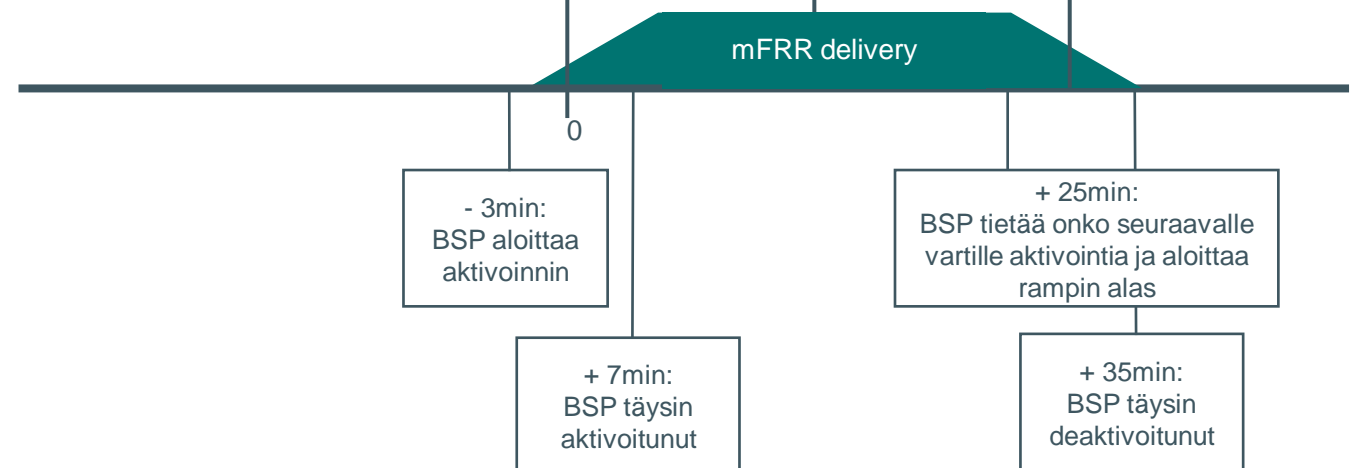 mFRR delivery
0
- 3min:
BSP aloittaa
aktivoinnin
+ 25min:
BSP tietää onko seuraavalle
vartille aktivointia ja aloittaa
rampin alas
+ 7min:
BSP täysin
aktivoitunut
+ 35min:
BSP täysin
deaktivoitunut